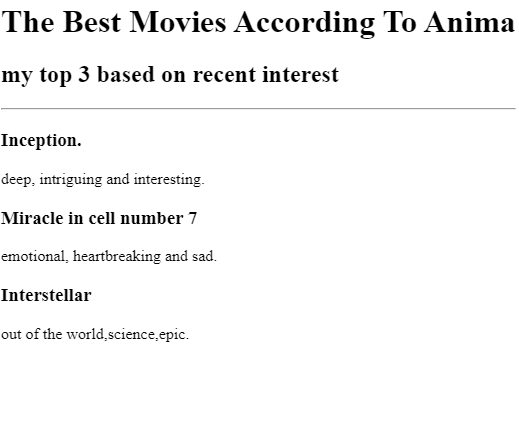 The Best Movies According To Anima
my top 3 based on recent interest
Inception.
deep, intriguing and interesting.
Miracle in cell number 7
emotional, heartbreaking and sad.
Interstellar
out of the world,science,epic.